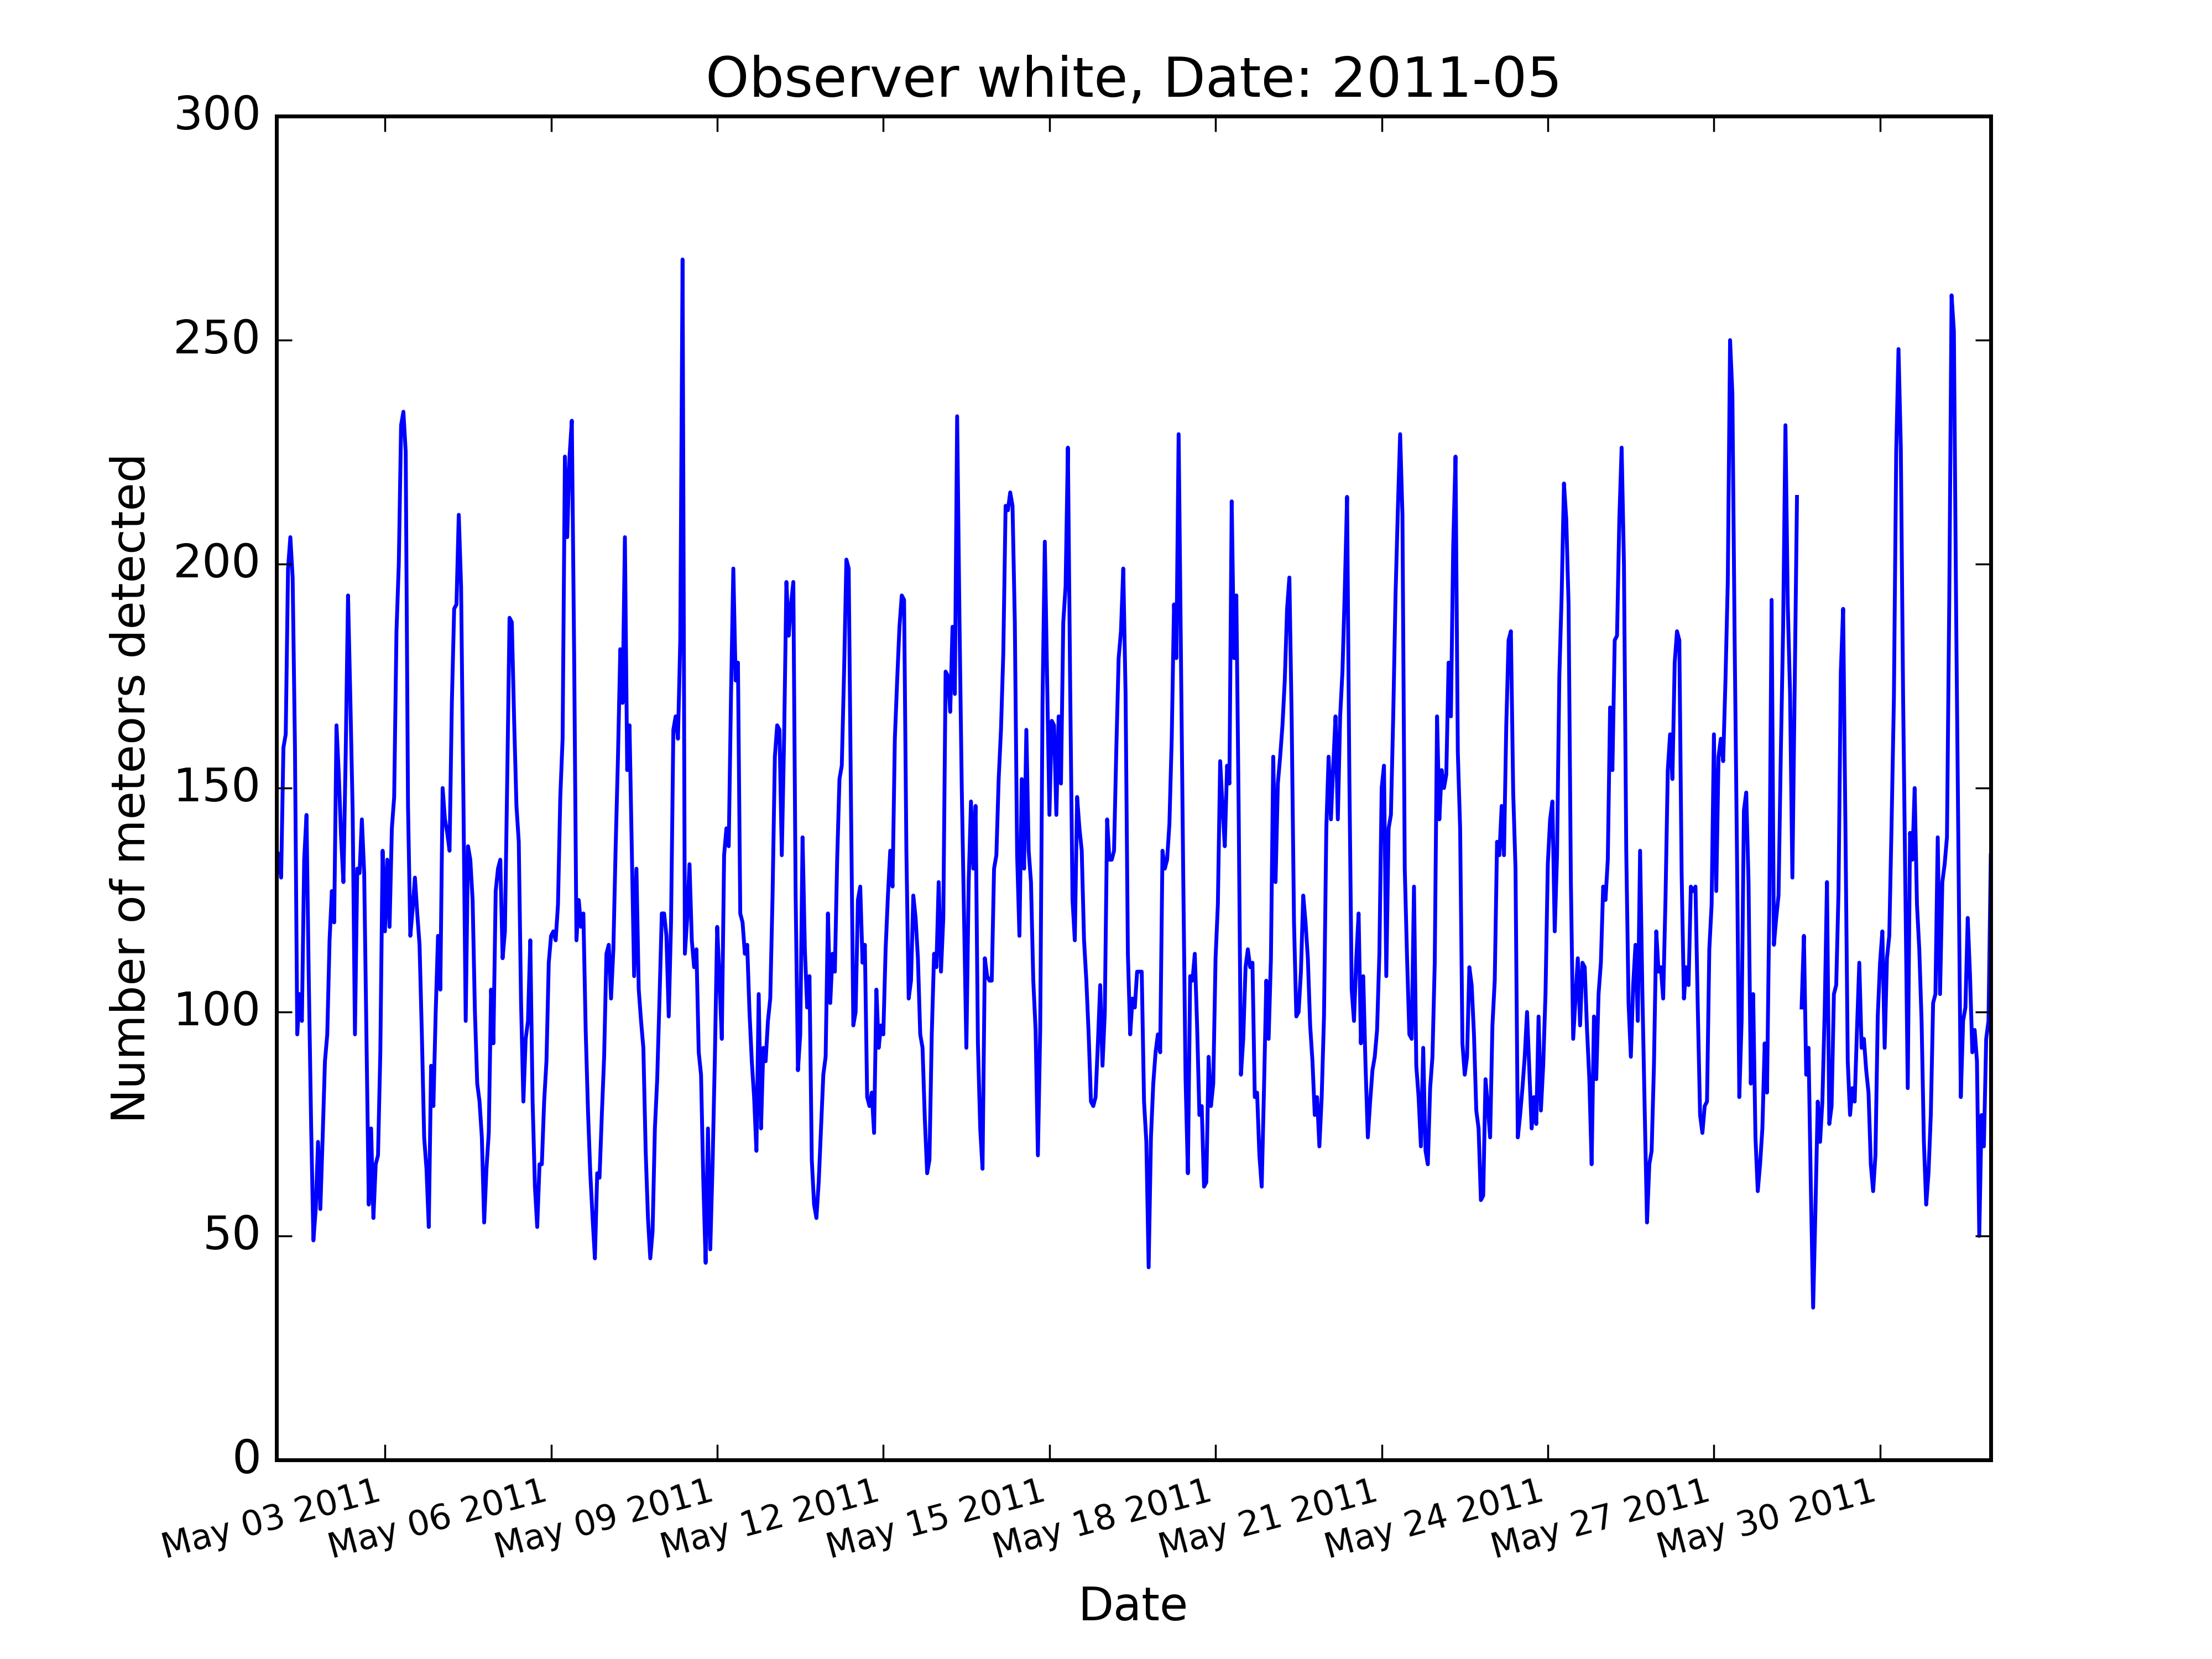 Observer white, Date: 2011-05
300
250
200
150
100
50
0
Number of meteors detected
May 03 2011
May 06 2011
May 09 2011
May 12 2011
May 15 2011
May 18 2011
May 21 2011
May 24 2011
May 27 2011
May 30 2011
Date